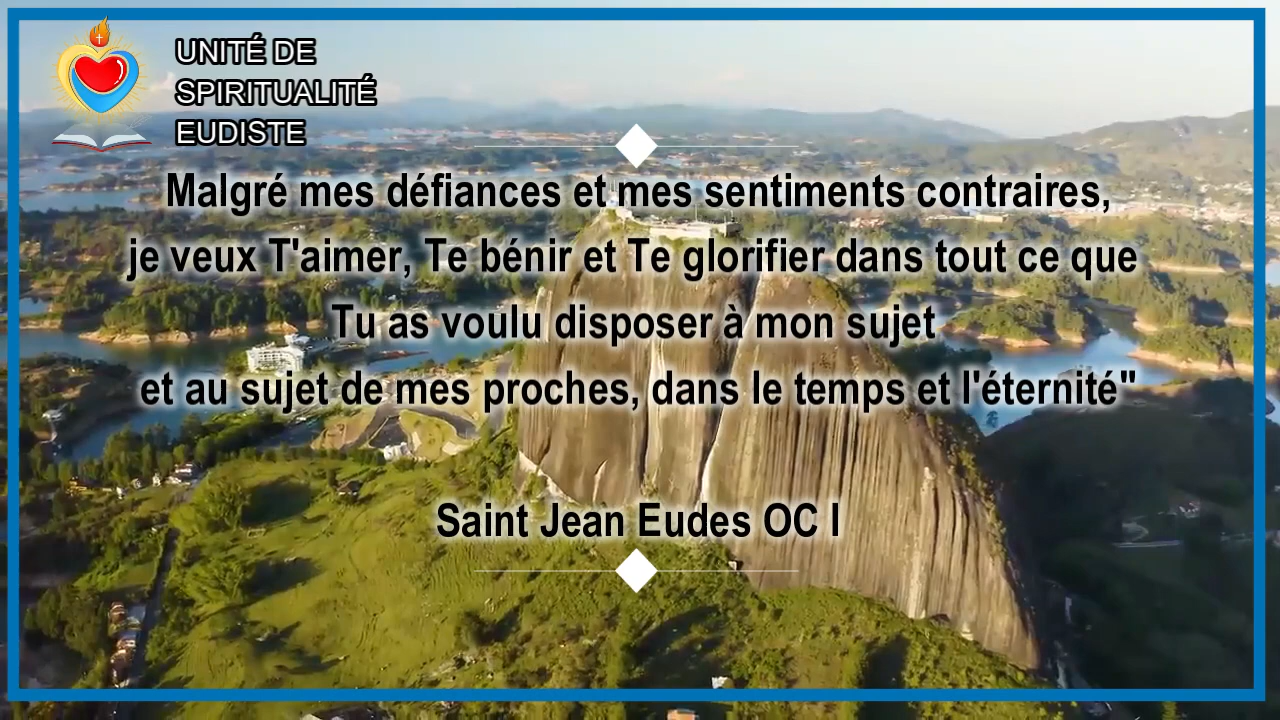 UNITÉ DE
SPIRITUALITÉ
EUDISTE
Malgré mes défiances et mes sentiments contraires,
je veux T'aimer, Te bénir et Te glorifier dans tout ce que
Tu as voulu disposer à mon sujet
et au sujet de mes proches, dans le temps et l'éternité"
Saint Jean Eudes OC I